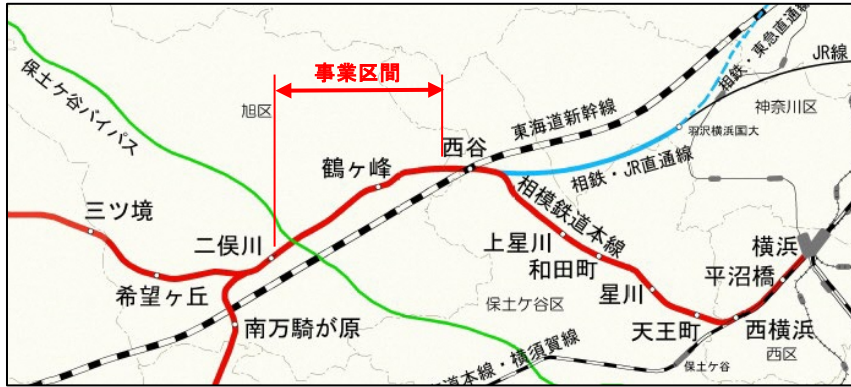 事業区間
相鉄・東急直通線
JR線
保土ケ谷バイパス
旭区
東海道新幹線
神奈川区
羽沢横浜国大
西谷
鶴ヶ峰
相鉄・JR直通線
三ツ境
二俣川
相模鉄道本線
上星川
横浜
希望ヶ丘
和田町
平沼橋
保土ケ谷区
星川
南万騎が原
天王町
西横浜
道本線・横須賀線
保土ケ谷
西区